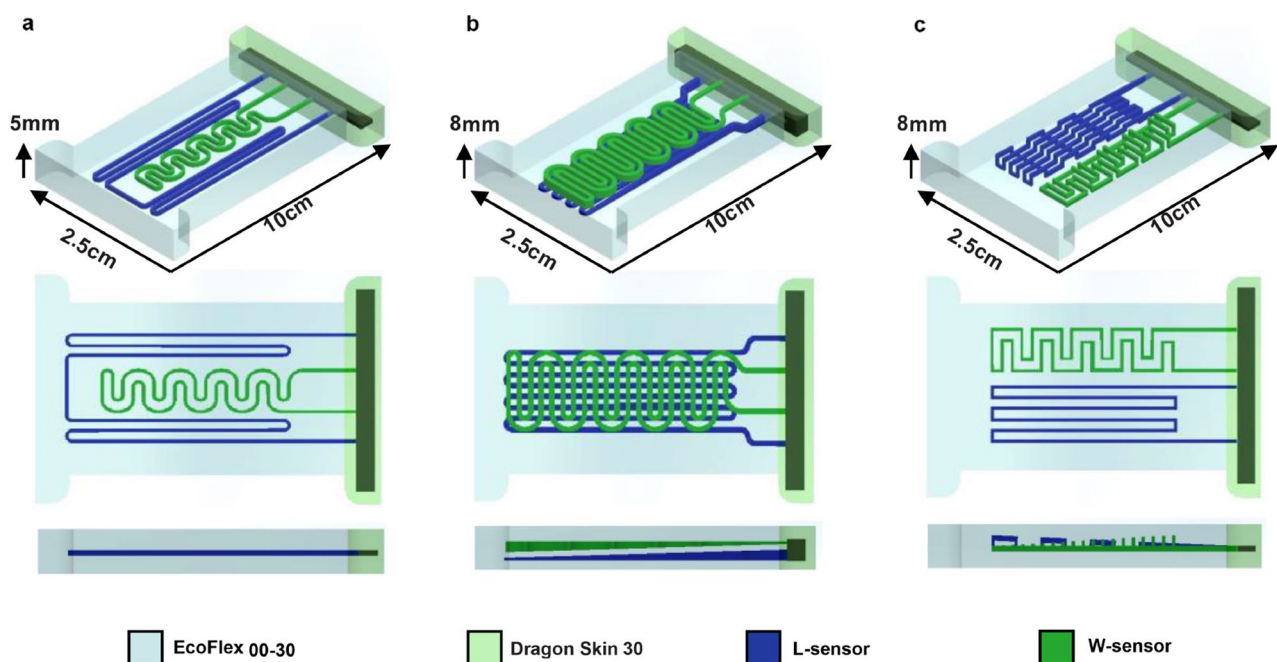 a
b
c
5mm
2.5cm
10cm
8mm
2.5cm
10cm
8mm
2.5cm
10cm
EcoFlex 00-30
Dragon Skin 30
L-sensor
W-sensor